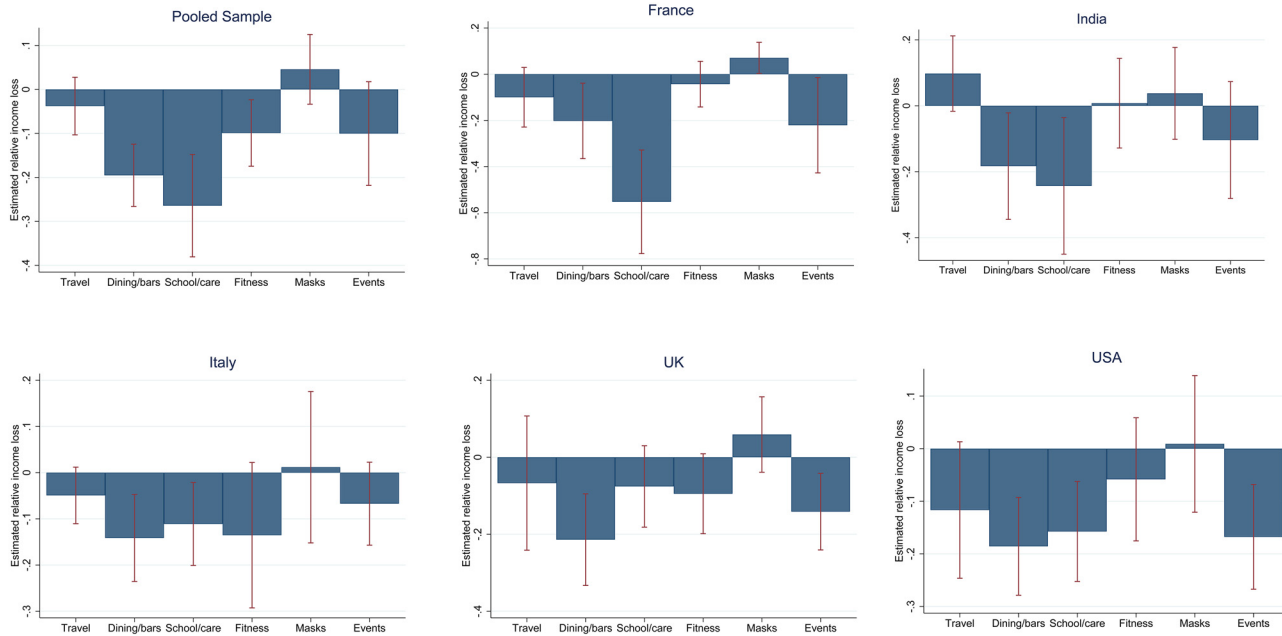 Pooled Sample
Estimated relative income loss
.1
0
-.1
-.2
-.3
-.4
Travel Dining/bars School/care Fitness Masks Events
France
Estimated relative income loss
.2
0
-.2
-.4
-.6
-.8
Travel Dining/bars School/care Fitness Masks Events
India
Estimated relative income loss
.2
0
-.2
-.4
Travel Dining/bars School/care Fitness Masks Events
Italy
Estimated relative income loss
.2
.1
0
-.1
-.2
-.3
Travel Dining/bars School/care Fitness Masks Events
UK
Estimated relative income loss
.2
0
-.2
-.4
Travel Dining/bars School/care Fitness Masks Events
USA
Estimated relative income loss
.1
0
-.1
-.2
-.3
Travel Dining/bars School/care Fitness Masks Events